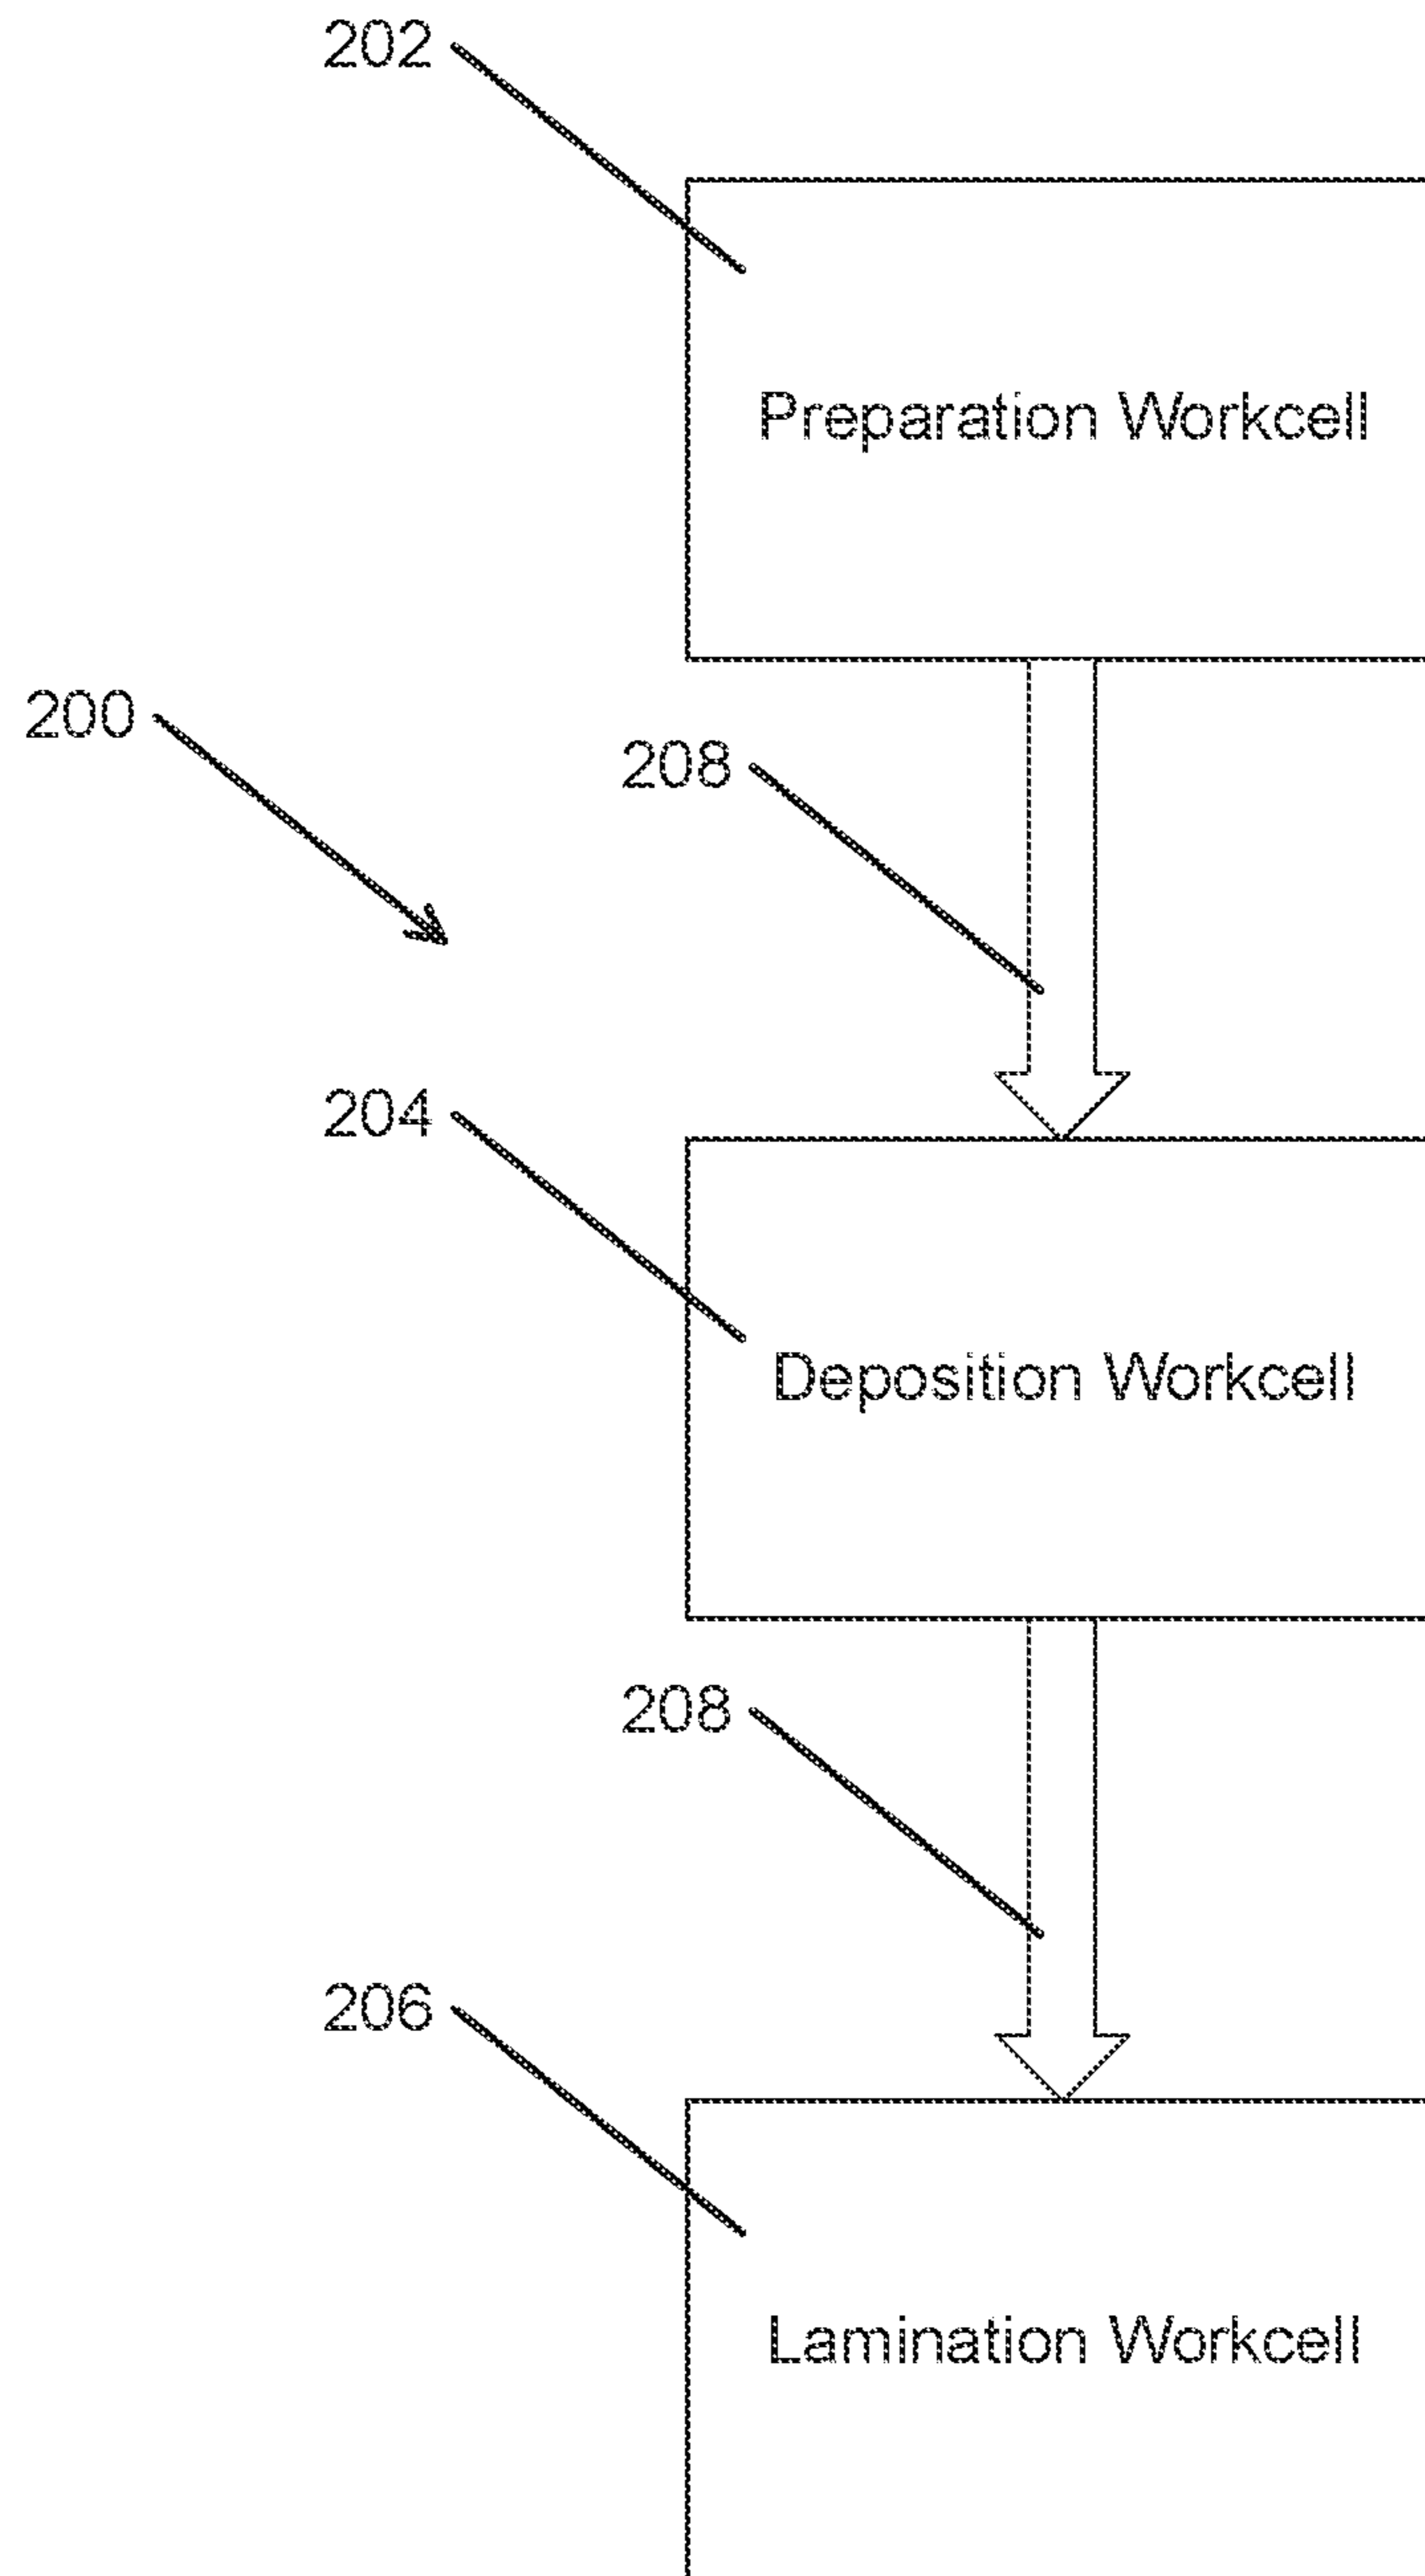 202
Preparation Workcell
200
208
204
Deposition Workcell
208
206
Lamination Workcell